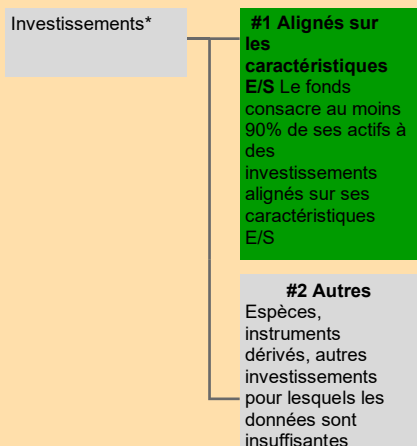 Investissements*
#1 Alignés sur
les
caractéristiques
E/S Le fonds
consacre au moins
90% de ses actifs à
des
investissements
alignés sur ses
caractéristiques
E/S
#2 Autres
Espèces,
instruments
dérivés, autres
investissements
pour lesquels les
données sont
insuffisantes